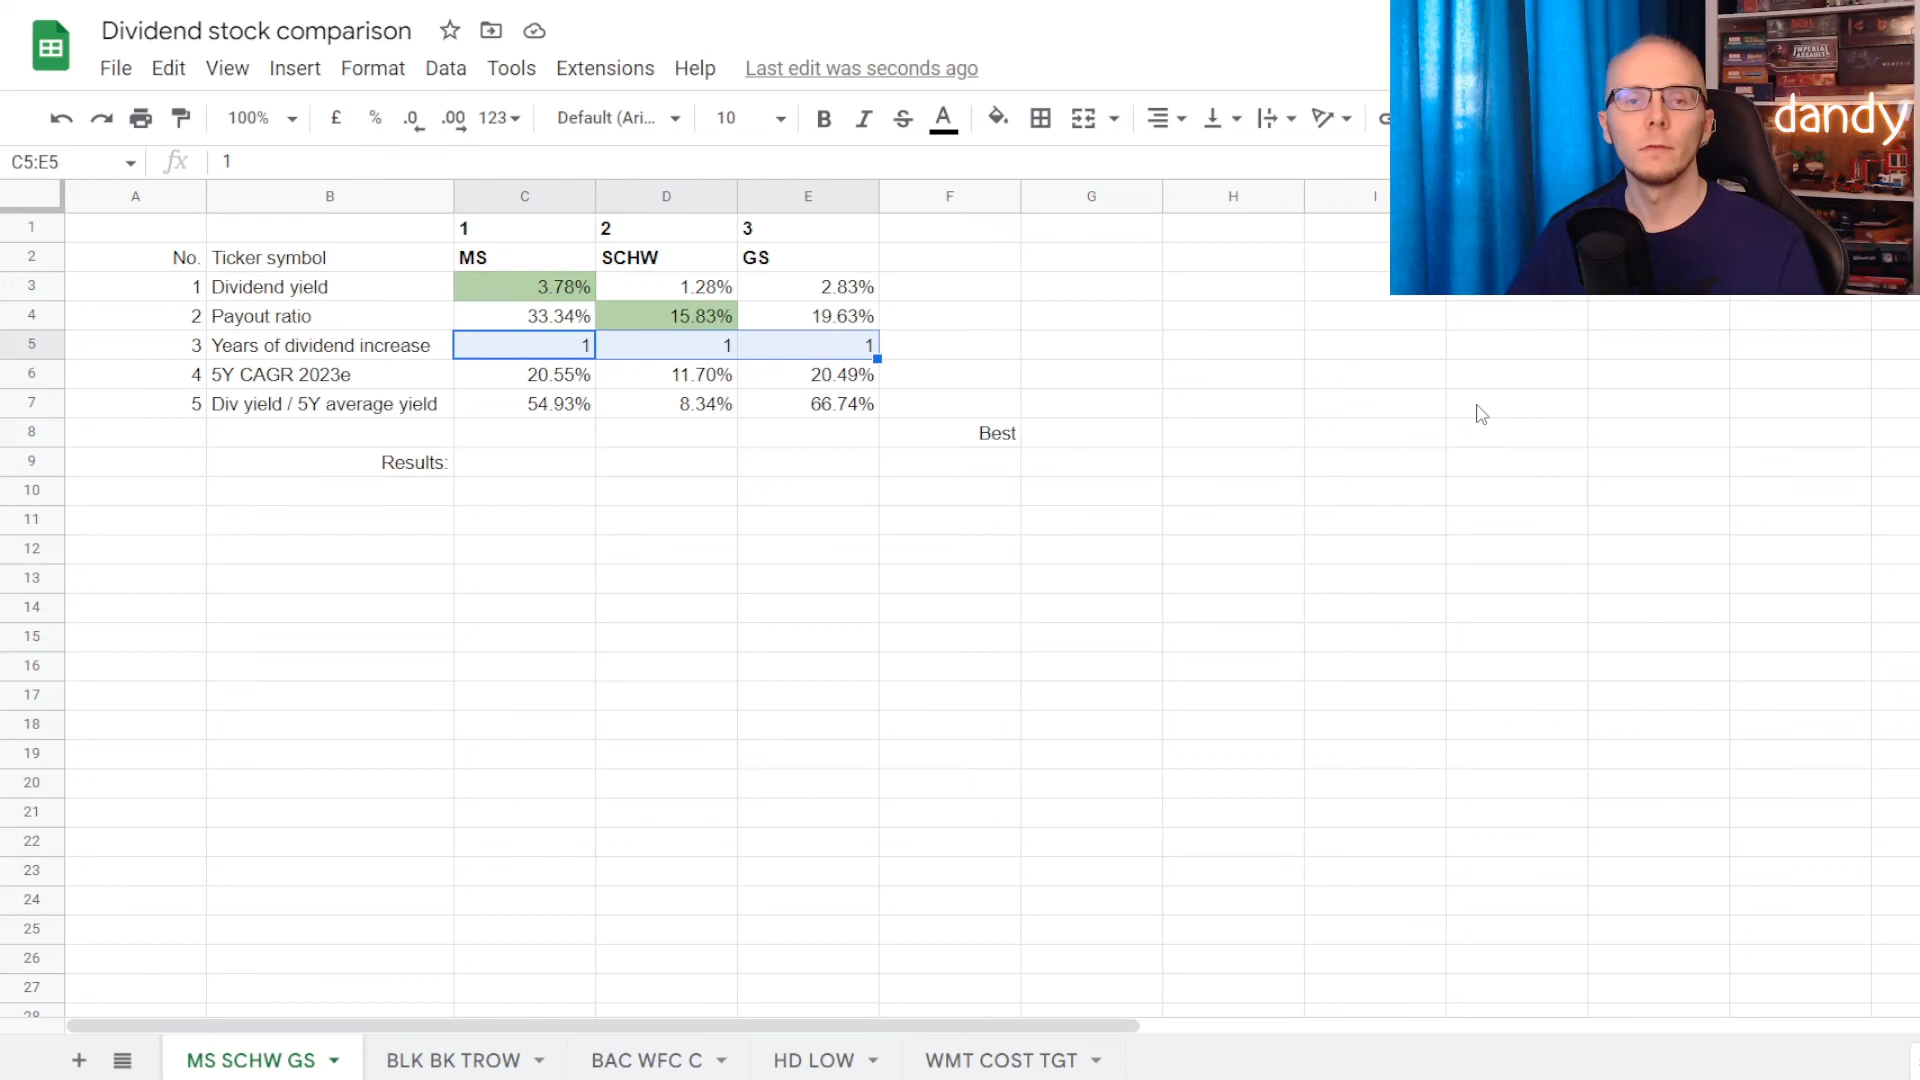 Dividend stock comparison
File Edit View Insert Format Data Tools Extensions Help Last edit was seconds ago
100% £ % .0 .00 123 Default (Ari... 10 B I S A
C5:E5 fx 1
A B C D E F G H I
1 1 2 3
2 No. Ticker symbol MS SCHW GS
3 1 Dividend yield 3.78% 1.28% 2.83%
4 2 Payout ratio 33.34% 15.83% 19.63%
5 3 Years of dividend increase 1 1 1
6 4 5Y CAGR 2023e 20.55% 11.70% 20.49%
7 5 Div yield / 5Y average yield 54.93% 8.34% 66.74%
8 Best
9 Results:
10
11
12
13
14
15
16
17
18
19
20
21
22
23
24
25
26
27
28
MS SCHW GS BLK BK TROW BAC WFC C HD LOW WMT COST TGT
IMPERIAL
ASSAULT
dandy